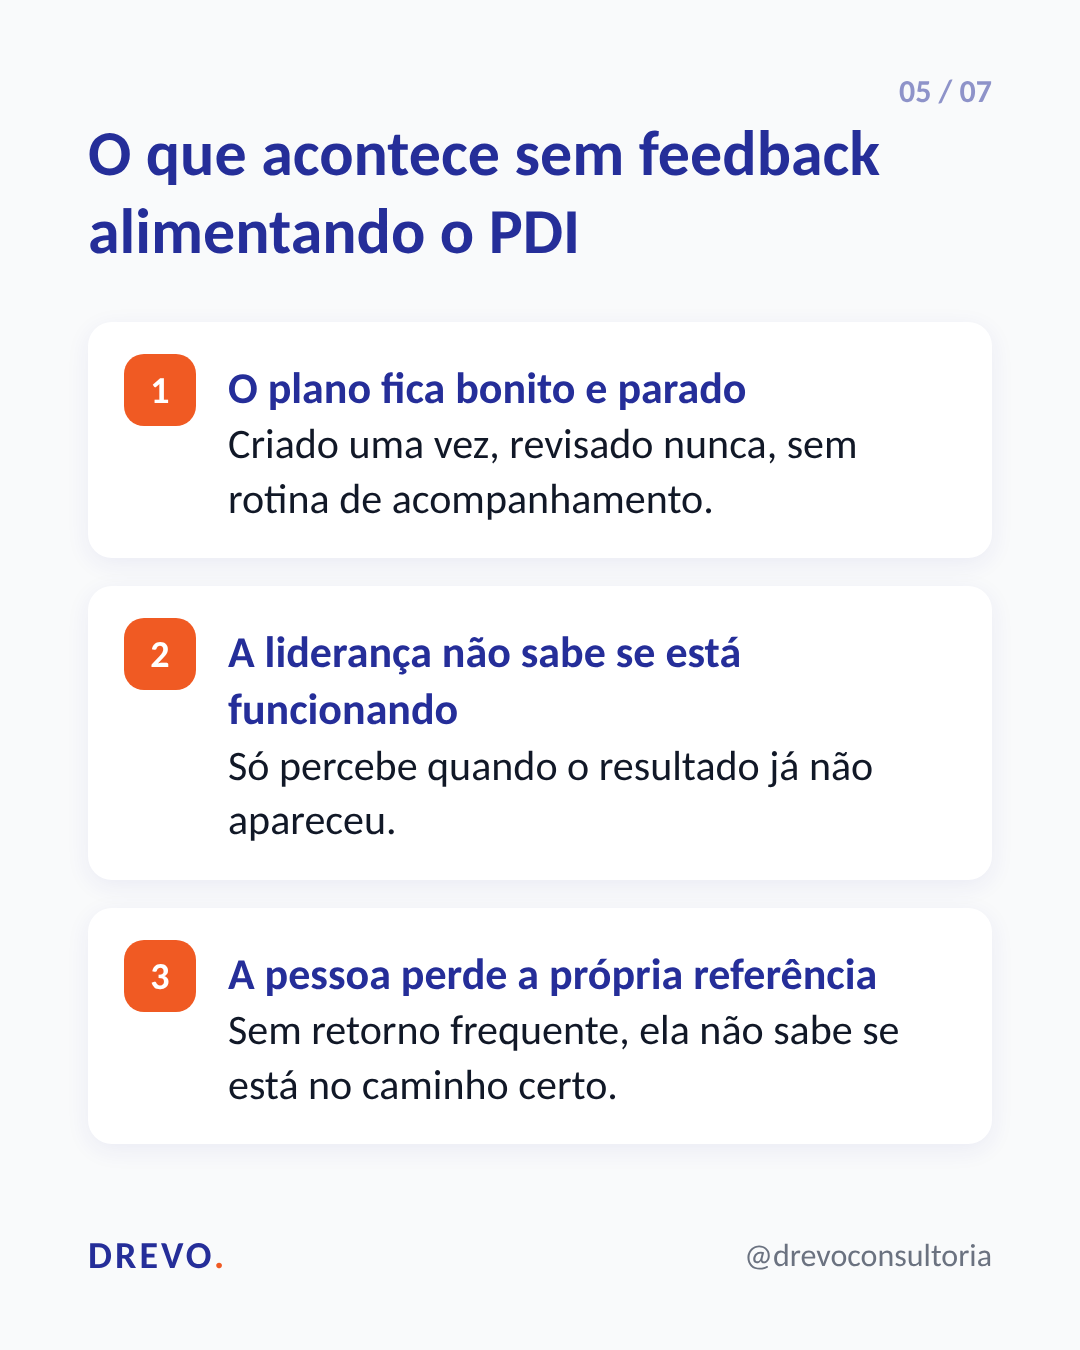 05 / 07
O que acontece sem feedback
alimentando o PDI
1
O plano fica bonito e parado
Criado uma vez, revisado nunca, sem
rotina de acompanhamento.
2
A liderança não sabe se está
funcionando
Só percebe quando o resultado já não
apareceu.
3
A pessoa perde a própria referência
Sem retorno frequente, ela não sabe se
está no caminho certo.
DREVO.
@drevoconsultoria